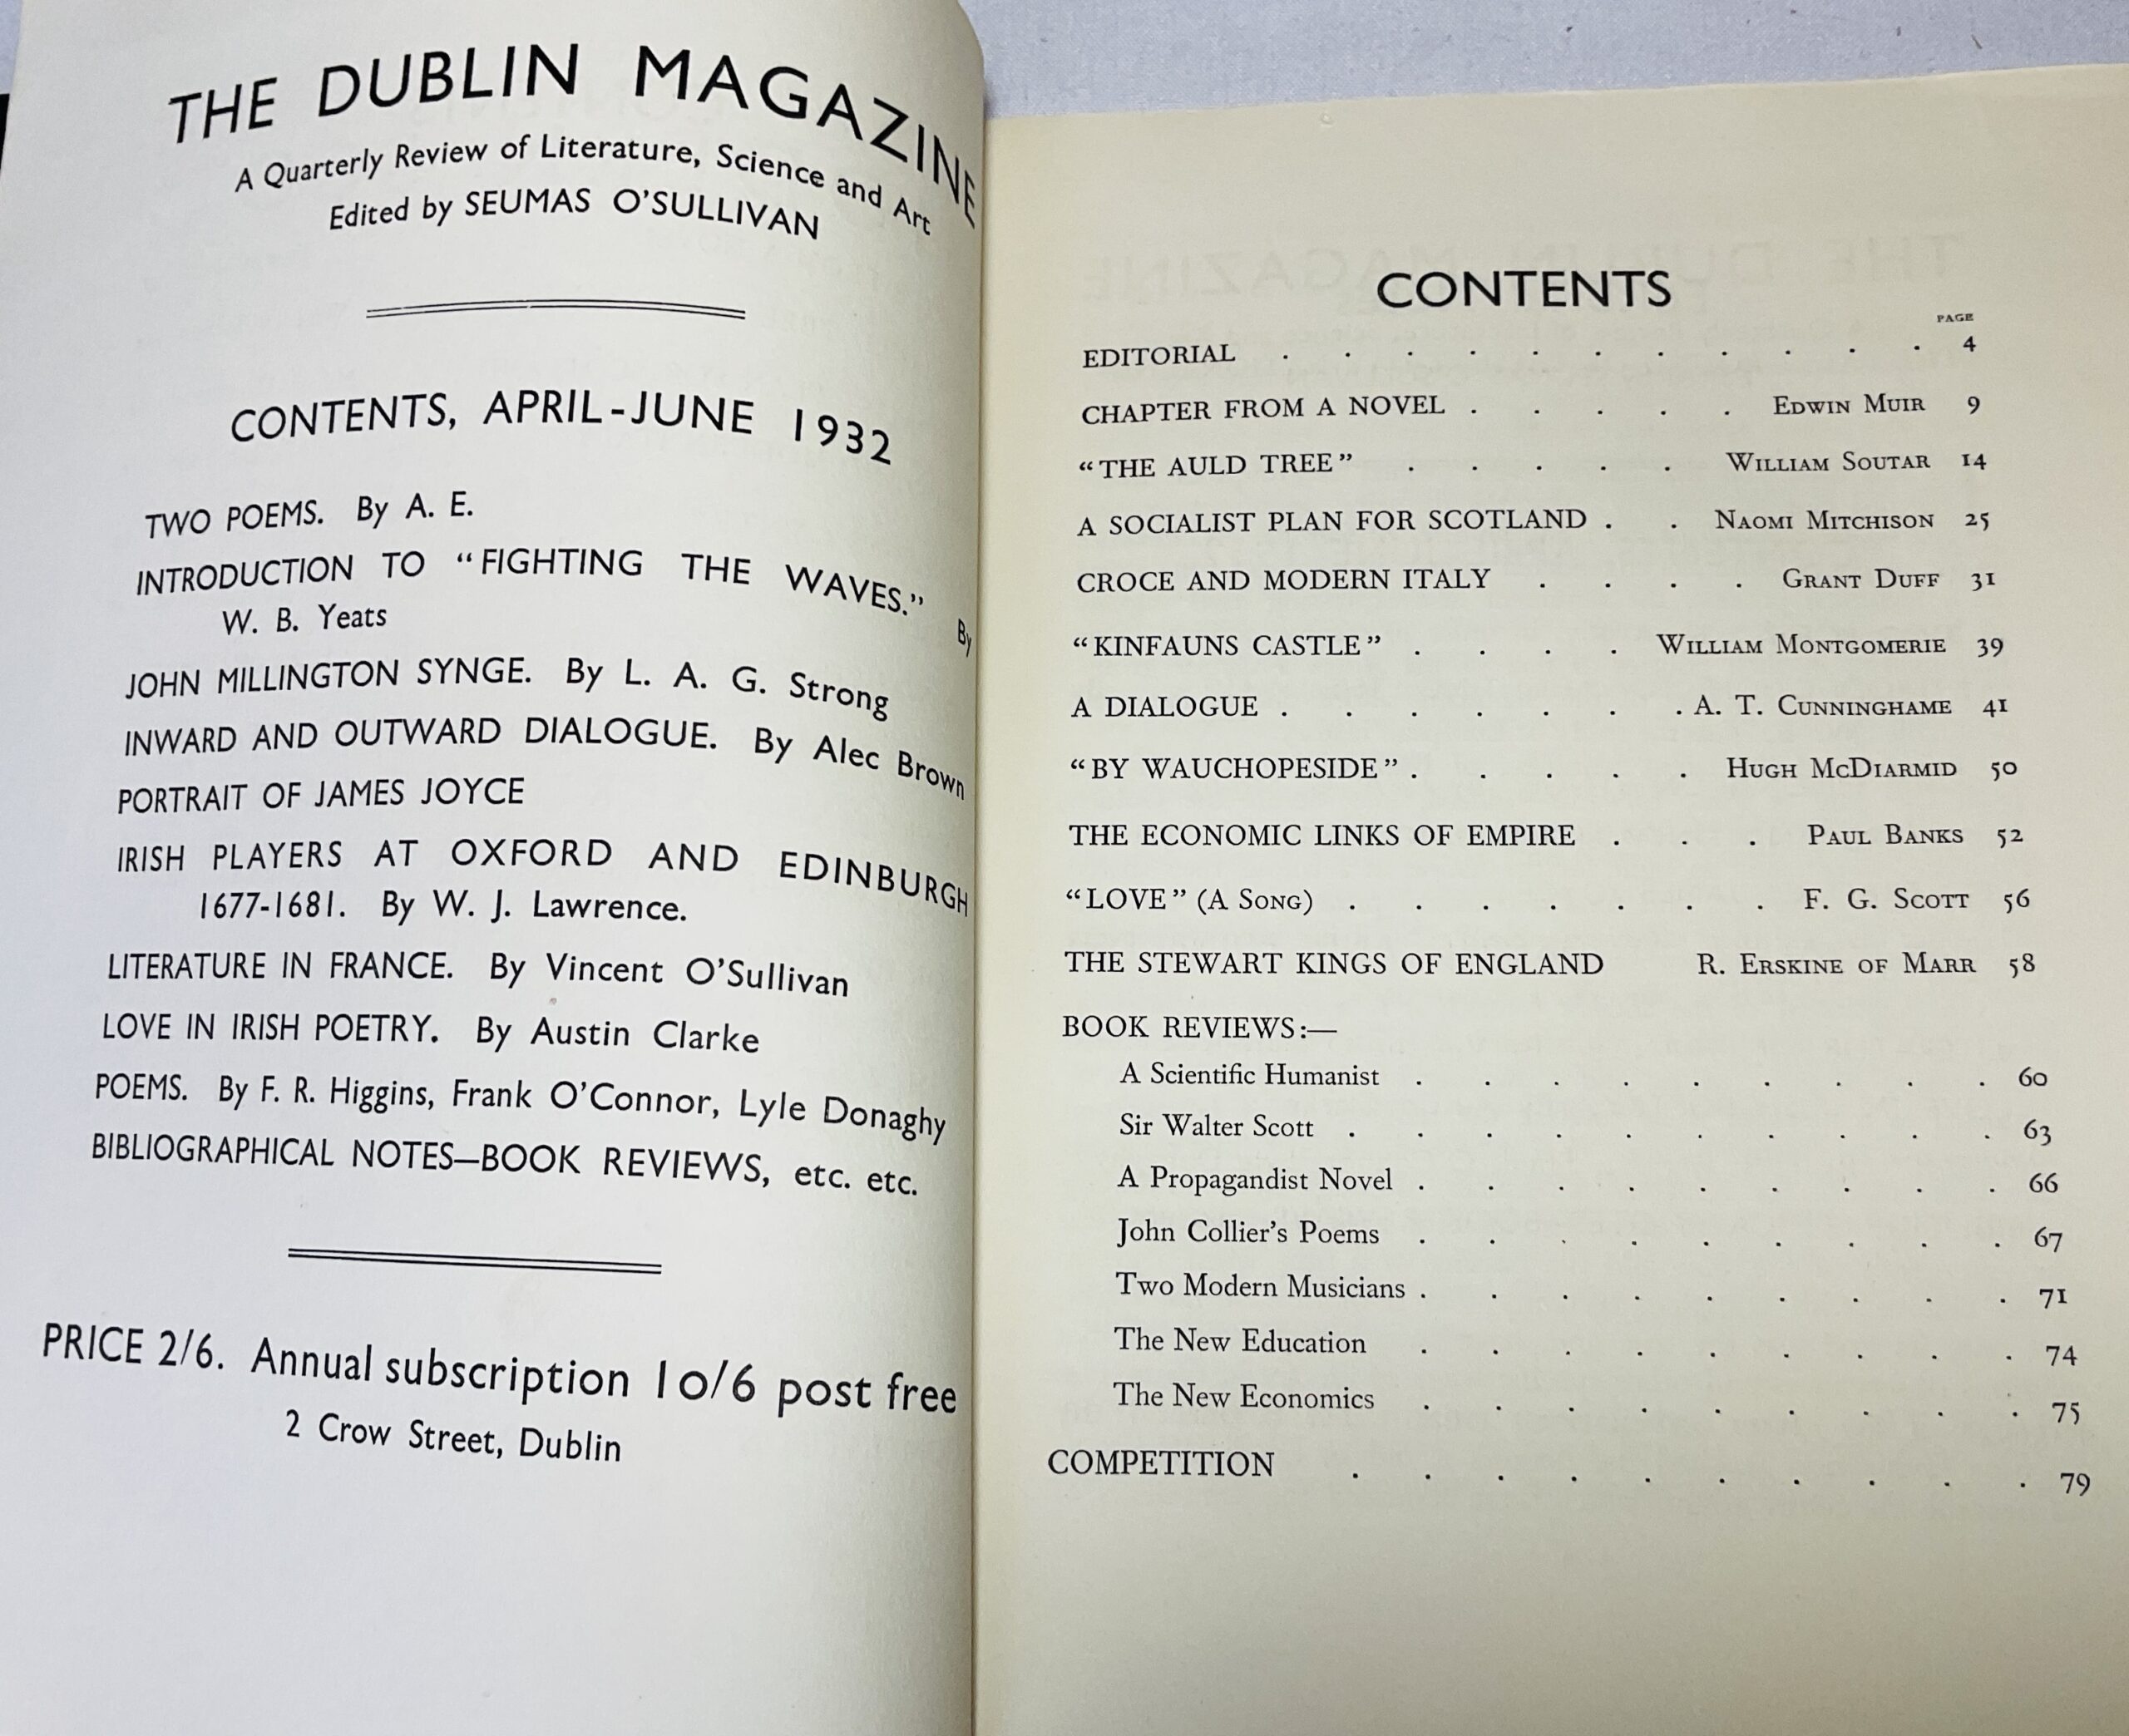 THE DUBLIN MAGAZINE
A Quarterly Review of Literature, Science and Art
Edited by SEUMAS O'SULLIVAN
CONTENTS, APRIL-JUNE 1932
TWO POEMS. By A. E.
INTRODUCTION TO "FIGHTING THE WAVES." By
W. B. Yeats
JOHN MILLINGTON SYNGE. By L. A. G. Strong
INWARD AND OUTWARD DIALOGUE. By Alec Brown
PORTRAIT OF JAMES JOYCE
IRISH PLAYERS AT OXFORD AND EDINBURGH
1677-1681. By W. J. Lawrence.
LITERATURE IN FRANCE. By Vincent O'Sullivan
LOVE IN IRISH POETRY. By Austin Clarke
POEMS. By F. R. Higgins, Frank O'Connor, Lyle Donaghy
BIBLIOGRAPHICAL NOTES—BOOK REVIEWS, etc. etc.
PRICE 2/6. Annual subscription 10/6 post free
2 Crow Street, Dublin
CONTENTS
PAGE
EDITORIAL . . . . . . . . . . . 4
CHAPTER FROM A NOVEL . . . . . EDWIN MUIR 9
"THE AULD TREE" . . . . . WILLIAM SOUTAR 14
A SOCIALIST PLAN FOR SCOTLAND . . NAOMI MITCHISON 25
CROCE AND MODERN ITALY . . . . GRANT DUFF 31
"KINFAUNS CASTLE" . . . . WILLIAM MONTGOMERIE 39
A DIALOGUE . . . . . . . A. T. CUNNINGHAME 41
"BY WAUCHOPESIDE" . . . . . HUGH MCDIARMID 50
THE ECONOMIC LINKS OF EMPIRE . . . PAUL BANKS 52
"LOVE" (A SONG) . . . . . . . F. G. SCOTT 56
THE STEWART KINGS OF ENGLAND R. ERSKINE OF MARR 58
BOOK REVIEWS:—
A Scientific Humanist . . . . . . . . . 60
Sir Walter Scott . . . . . . . . . . 63
A Propagandist Novel . . . . . . . . . 66
John Collier's Poems . . . . . . . . . 67
Two Modern Musicians . . . . . . . . . 71
The New Education . . . . . . . . . 74
The New Economics . . . . . . . . . 75
COMPETITION . . . . . . . . . . 79